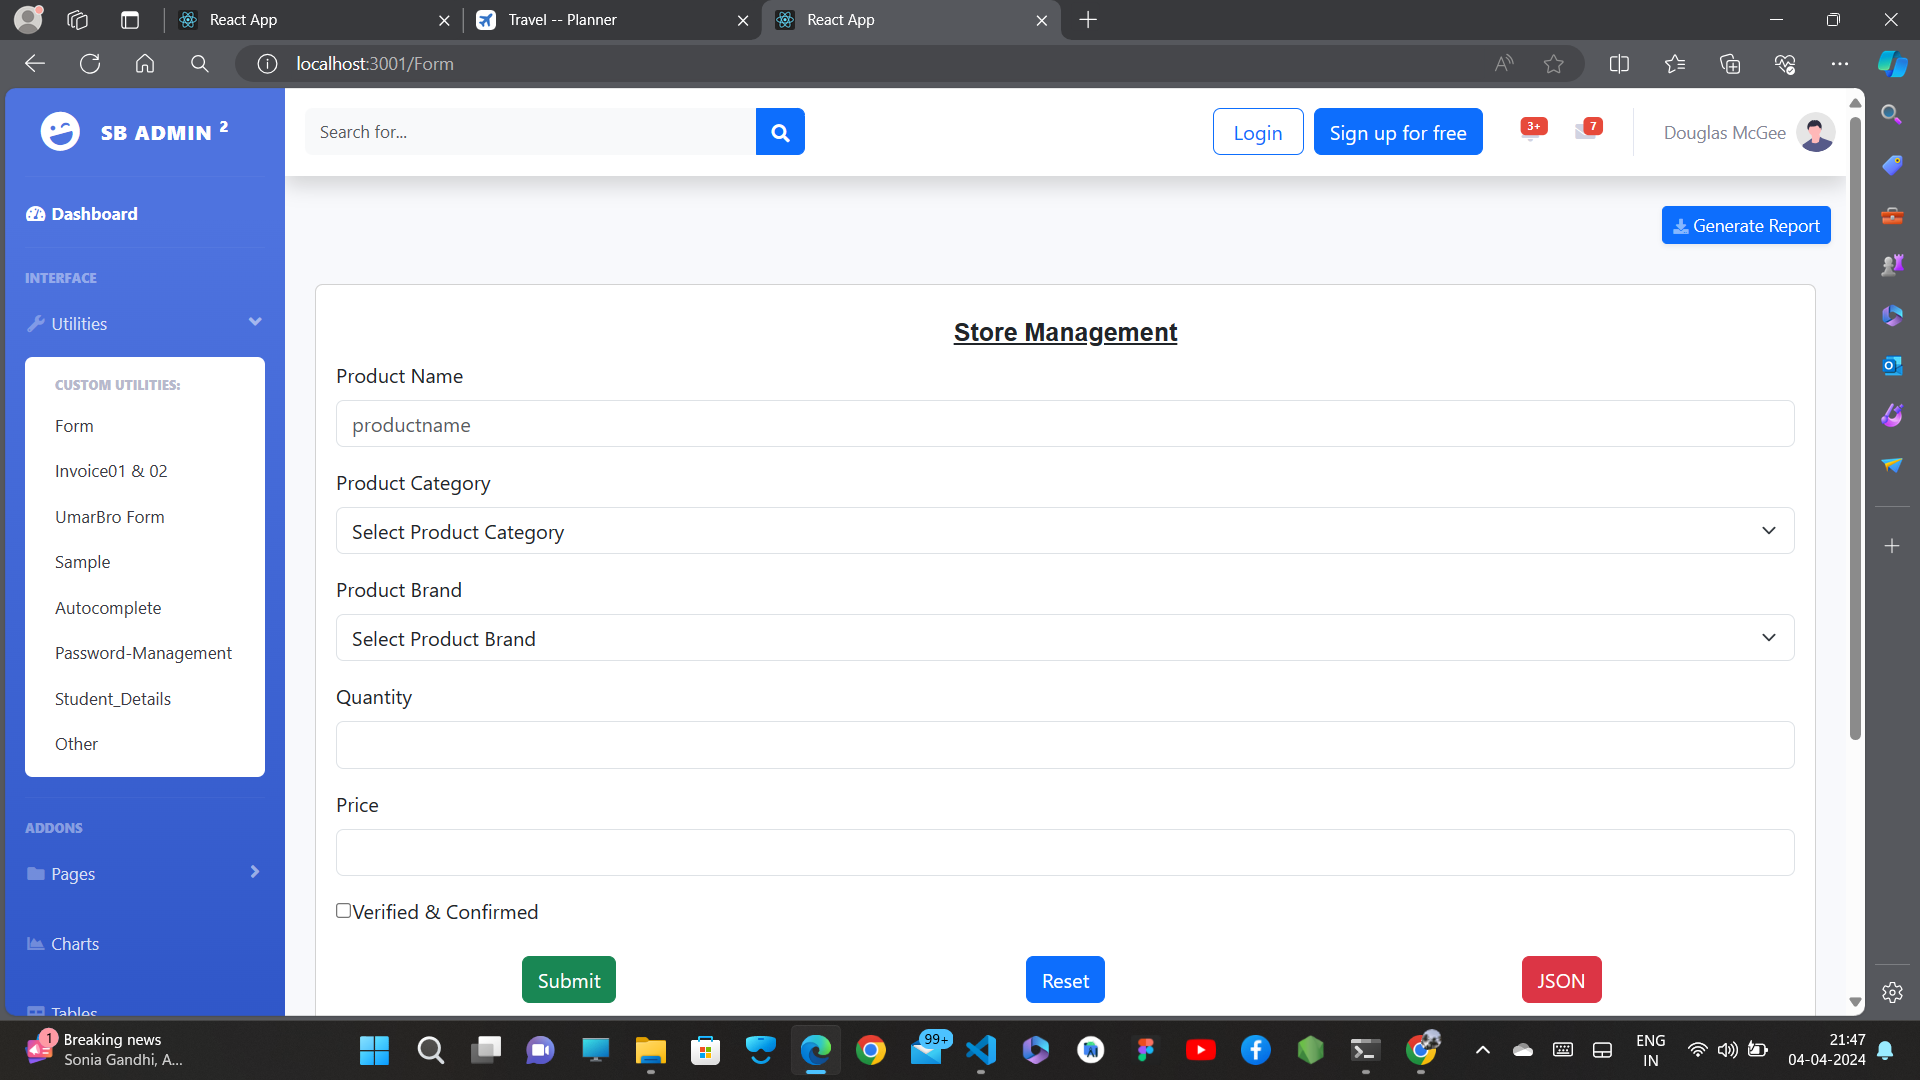 React App
Travel -- Planner
React App
localhost:3001/Form
SB ADMIN 2
Search for...
Login
Sign up for free
3+
7
Douglas McGee
Dashboard
Generate Report
INTERFACE
Utilities
CUSTOM UTILITIES:
Form
Invoice01 & 02
UmarBro Form
Sample
Autocomplete
Password-Management
Student_Details
Other
ADDONS
Pages
Charts
Tables
Store Management
Product Name
productname
Product Category
Select Product Category
Product Brand
Select Product Brand
Quantity
Price
Verified & Confirmed
Submit
Reset
JSON
1
Breaking news
Sonia Gandhi, A...
99+
ENG
IN
21:47
04-04-2024